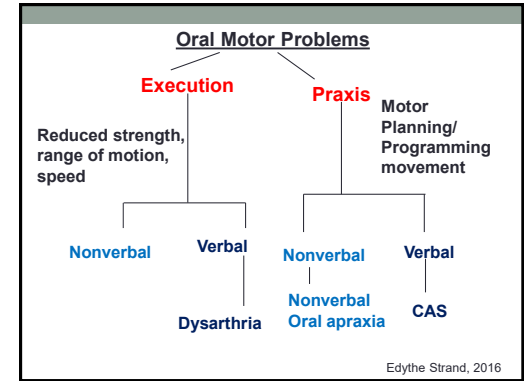 Oral Motor Problems
Execution
Praxis
Reduced strength,
range of motion,
speed
Motor
Planning/
Programming
movement
Nonverbal
Verbal
Nonverbal
Verbal
Dysarthria
Nonverbal
Oral apraxia
CAS
Edythe Strand, 2016